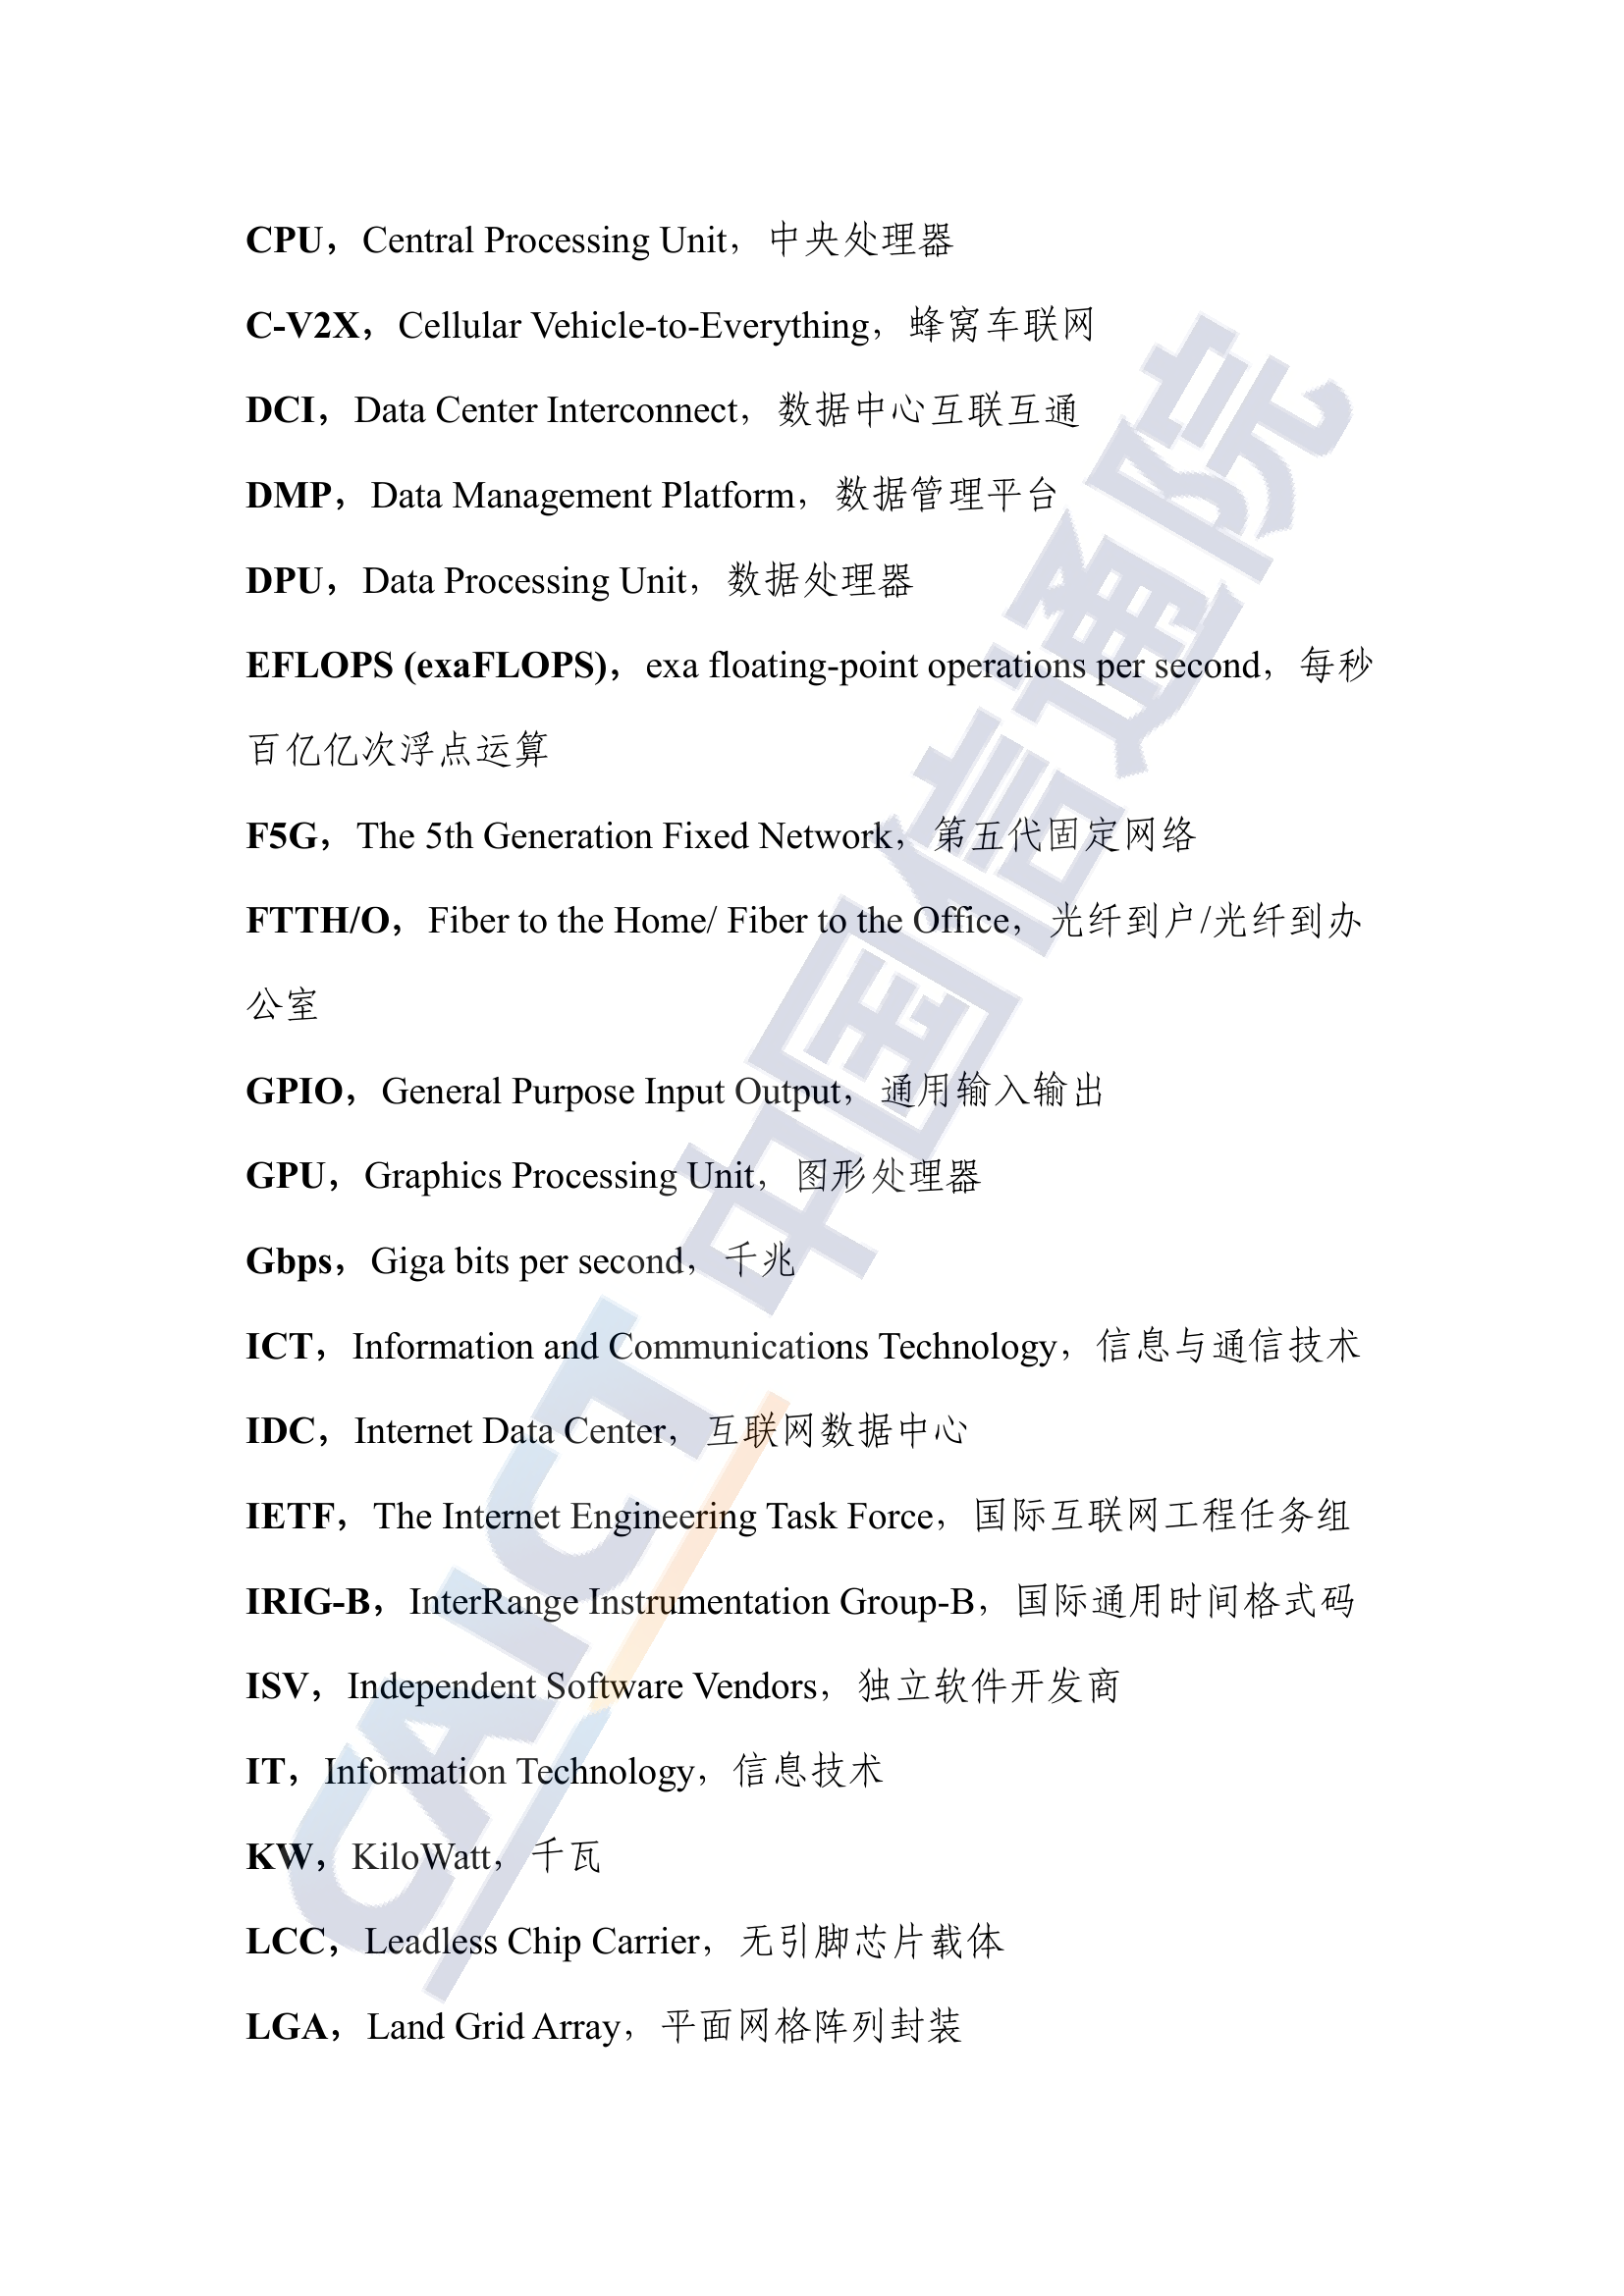 CPU，Central Processing Unit，中央处理器
C-V2X，Cellular Vehicle-to-Everything，蜂窝车联网
DCI，Data Center Interconnect，数据中心互联互通
DMP，Data Management Platform，数据管理平台
DPU，Data Processing Unit，数据处理器
EFLOPS (exaFLOPS)，exa floating-point operations per second，每秒
百亿亿次浮点运算
F5G，The 5th Generation Fixed Network，第五代固定网络
FTTH/O，Fiber to the Home/ Fiber to the Office，光纤到户/光纤到办
公室
GPIO，General Purpose Input Output，通用输入输出
GPU，Graphics Processing Unit，图形处理器
Gbps，Giga bits per second，千兆
ICT，Information and Communications Technology，信息与通信技术
IDC，Internet Data Center，互联网数据中心
IETF，The Internet Engineering Task Force，国际互联网工程任务组
IRIG-B，InterRange Instrumentation Group-B，国际通用时间格式码
ISV，Independent Software Vendors，独立软件开发商
IT，Information Technology，信息技术
KW，KiloWatt，千瓦
LCC，Leadless Chip Carrier，无引脚芯片载体
LGA，Land Grid Array，平面网格阵列封装
CAICT 中国信通院